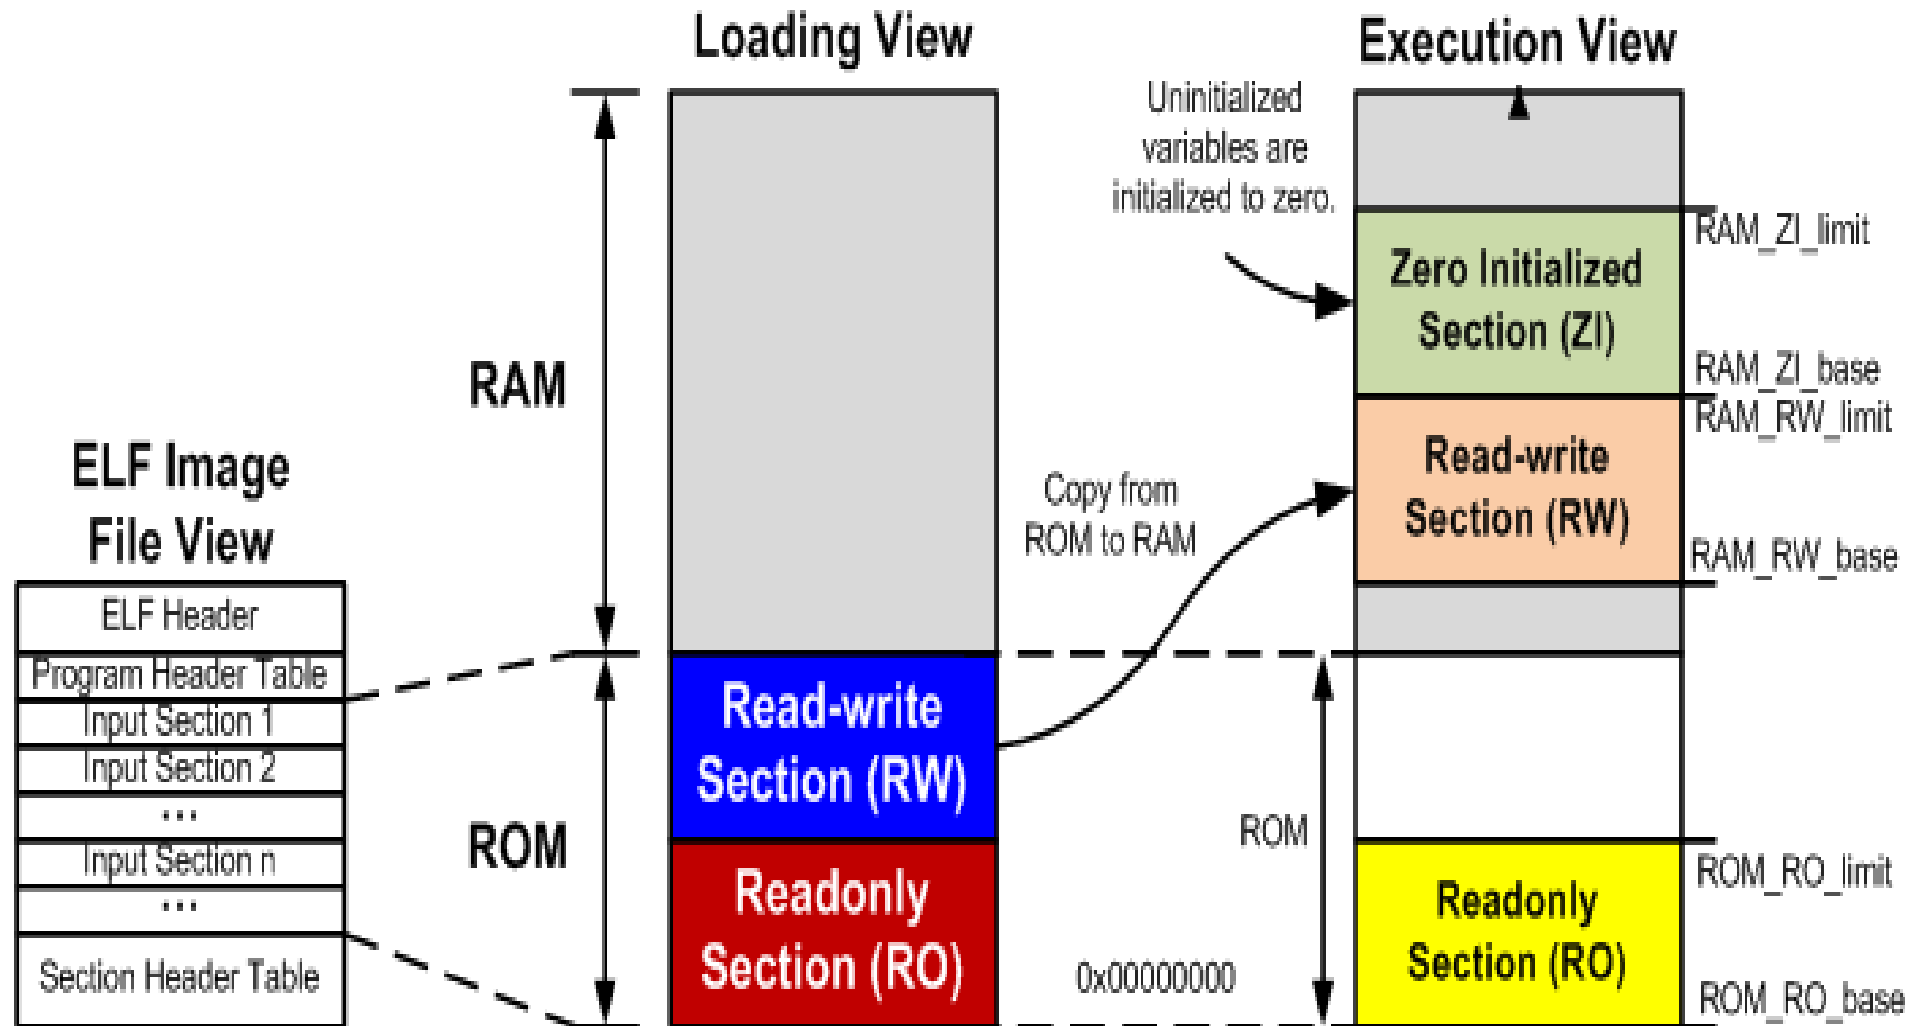 Loading View
Execution View
Uninitialized
variables are
initialized to zero.
RAM_ZI_limit
Zero Initialized
Section (ZI)
RAM_ZI_base
RAM
RAM_RW_limit
Read-write
Section (RW)
ELF Image
File View
Copy from
ROM to RAM
RAM_RW_base
ELF Header
Program Header Table
Input Section 1
Input Section 2
...
Input Section n
...
Section Header Table
Read-write
Section (RW)
ROM
Readonly
Section (RO)
ROM
0x00000000
ROM_RO_limit
Readonly
Section (RO)
ROM_RO_base